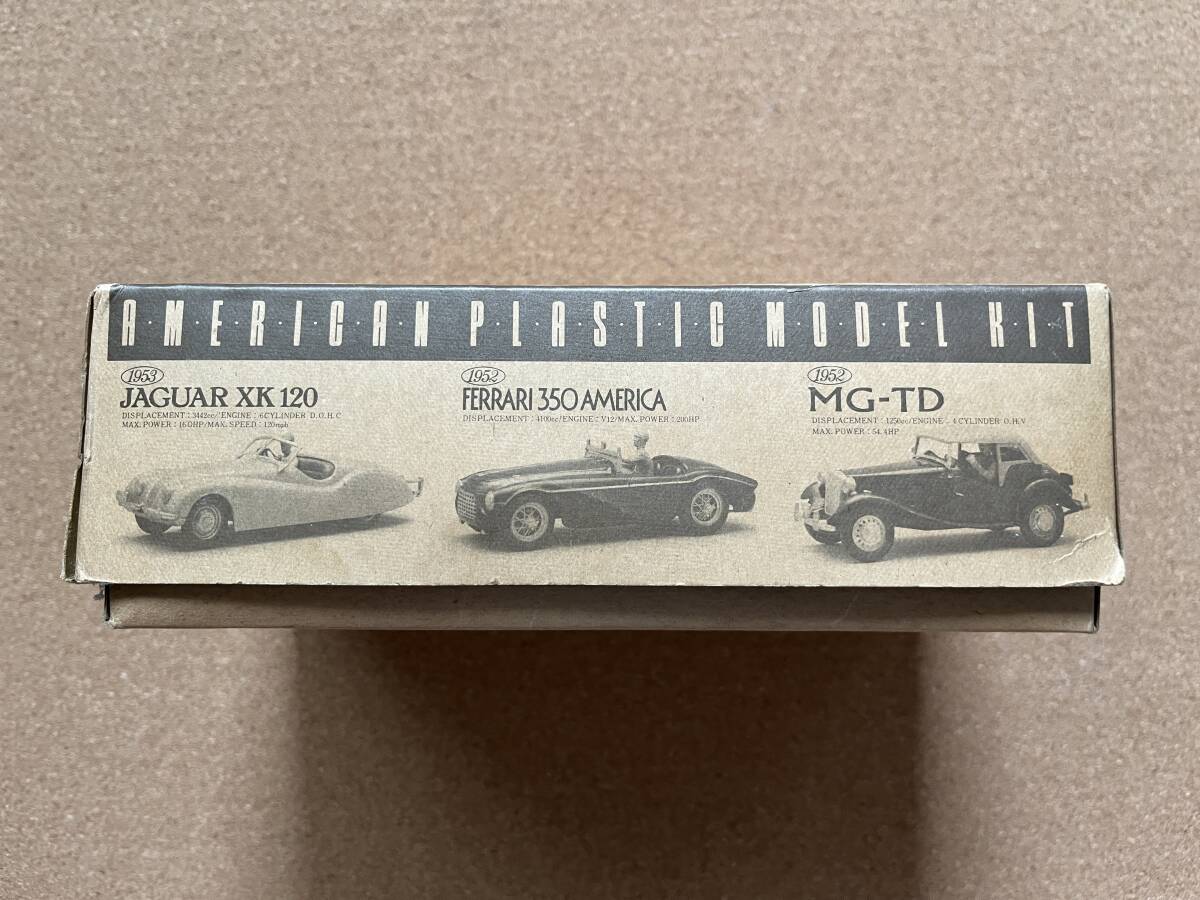 AMERICAN PLASTIC MODEL KIT
1953
JAGUAR XK 120
DISPLACEMENT : 3442cc/ENGINE : 6CYLINDER D.O.H.C
MAX. POWER : 160HP/MAX. SPEED : 120mph
1952
FERRARI 350 AMERICA
DISPLACEMENT : 4100cc/ENGINE : V12/MAX. POWER : 200HP
1952
MG-TD
DISPLACEMENT : 1250cc/ENGINE : 4 CYLINDER O.H.V
MAX. POWER : 54.4HP